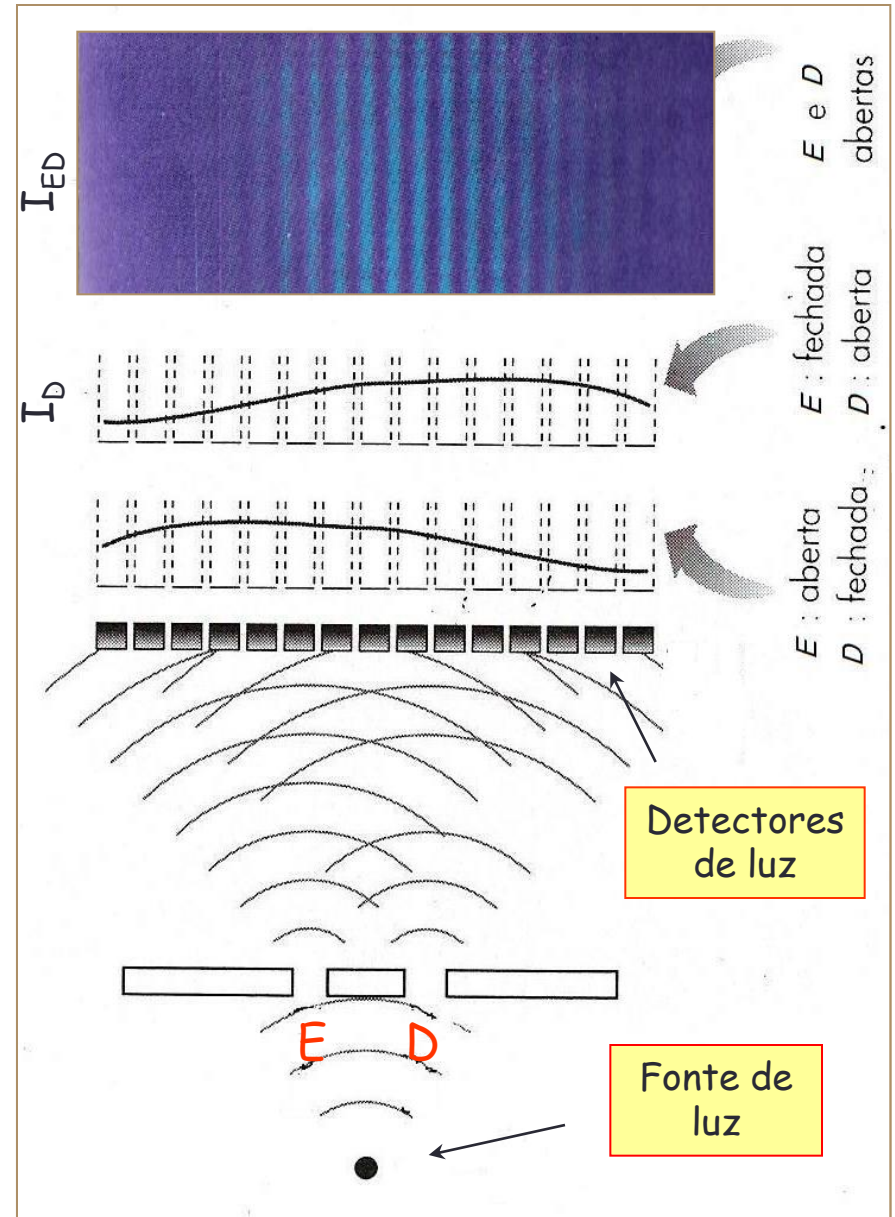 I_ED
E e D
abertas
I_D
E : fechada
D : aberta
E : aberta
D : fechada
Detectores
de luz
E D
Fonte de
luz